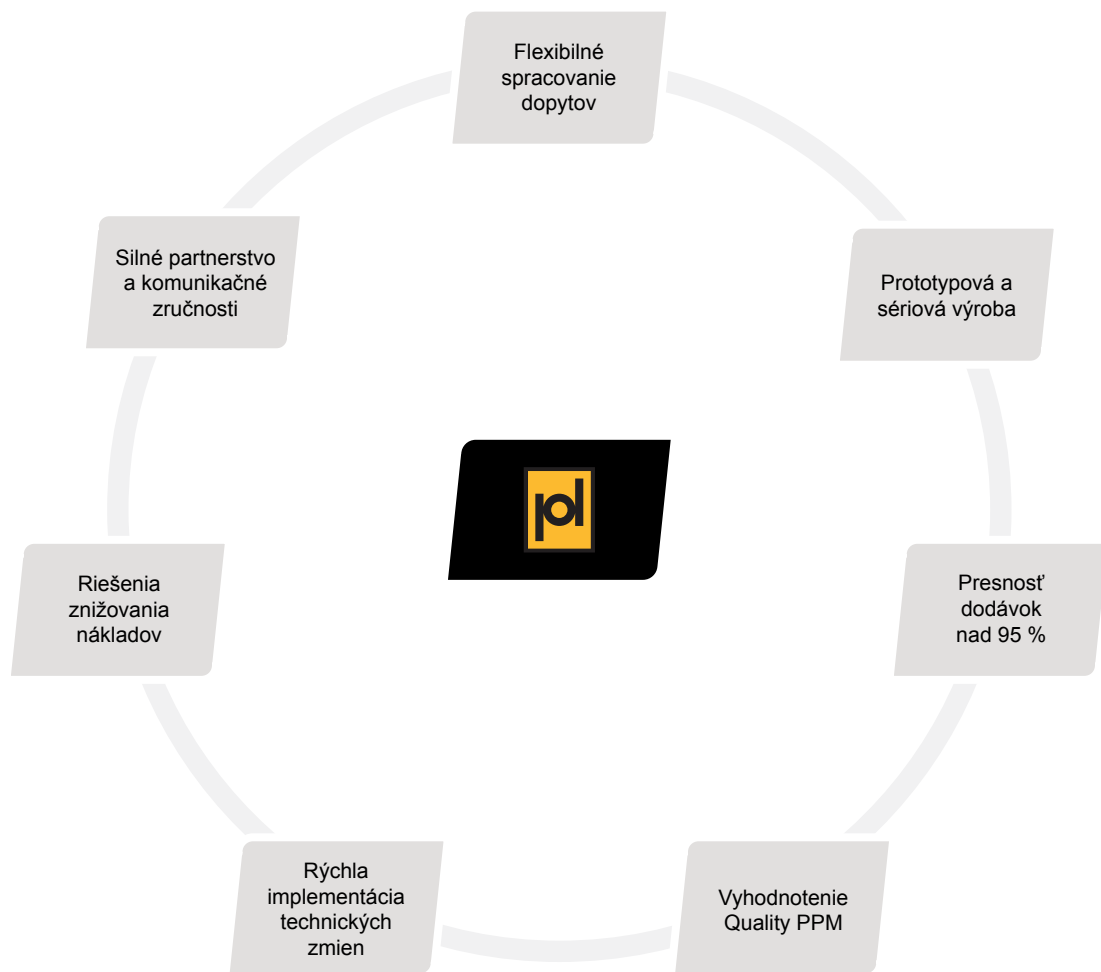 Flexibilné
spracovanie
dopytov
Prototypová a
sériová výroba
Presnosť
dodávok
nad 95 %
Vyhodnotenie
Quality PPM
Rýchla
implementácia
technických
zmien
Riešenia
znižovania
nákladov
Silné partnerstvo
a komunikačné
zručnosti
pol